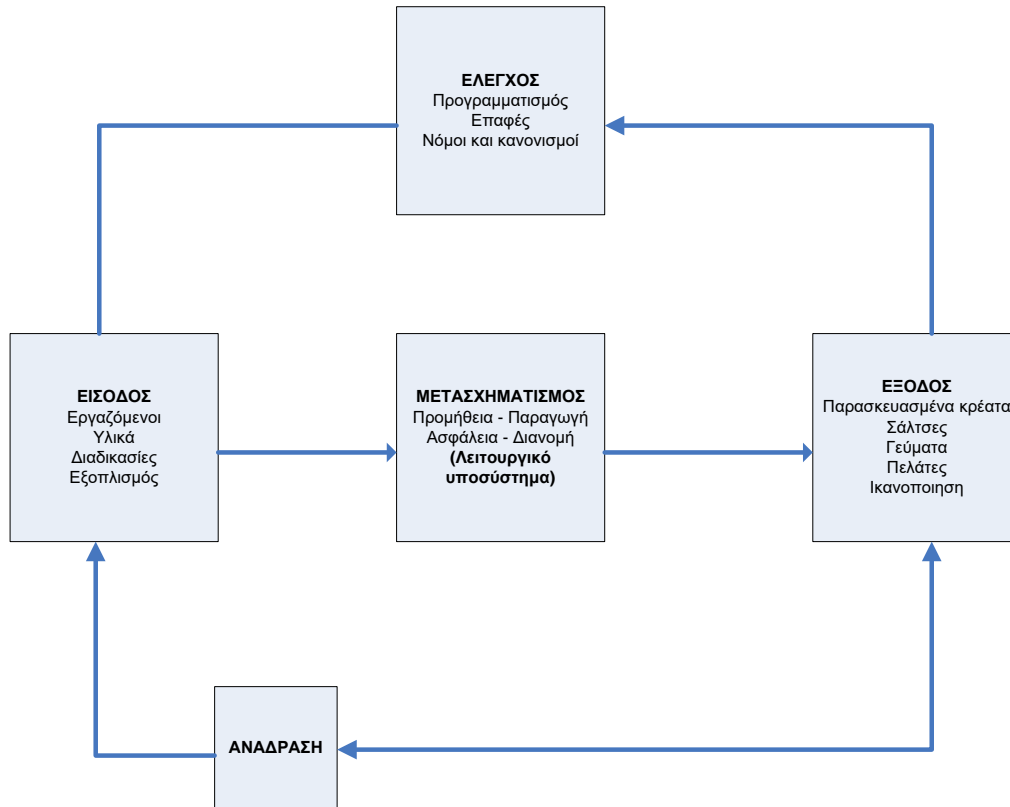 ΕΛΕΓΧΟΣ
Προγραμματισμός
Επαφές
Νόμοι και κανονισμοί
ΕΙΣΟΔΟΣ
Εργαζόμενοι
Υλικά
Διαδικασίες
Εξοπλισμός
ΜΕΤΑΣΧΗΜΑΤΙΣΜΟΣ
Προμήθεια - Παραγωγή
Ασφάλεια - Διανομή
(Λειτουργικό
υποσύστημα)
ΕΞΟΔΟΣ
Παρασκευασμένα κρέατα
Σάλτσες
Γεύματα
Πελάτες
Ικανοποιηση
ΑΝΑΔΡΑΣΗ